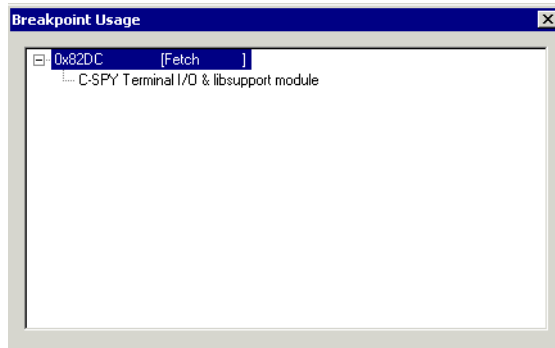 Breakpoint Usage
0x82DC [Fetch ]
C-SPY Terminal I/O & libsupport module